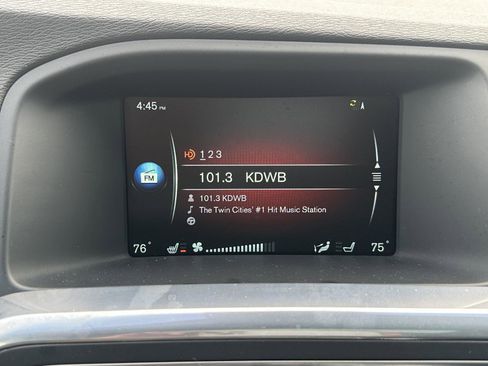 4:45 PM
HD 1 2 3
FM
101.3 KDWB
101.3 KDWB
The Twin Cities' #1 Hit Music Station
76° 75°